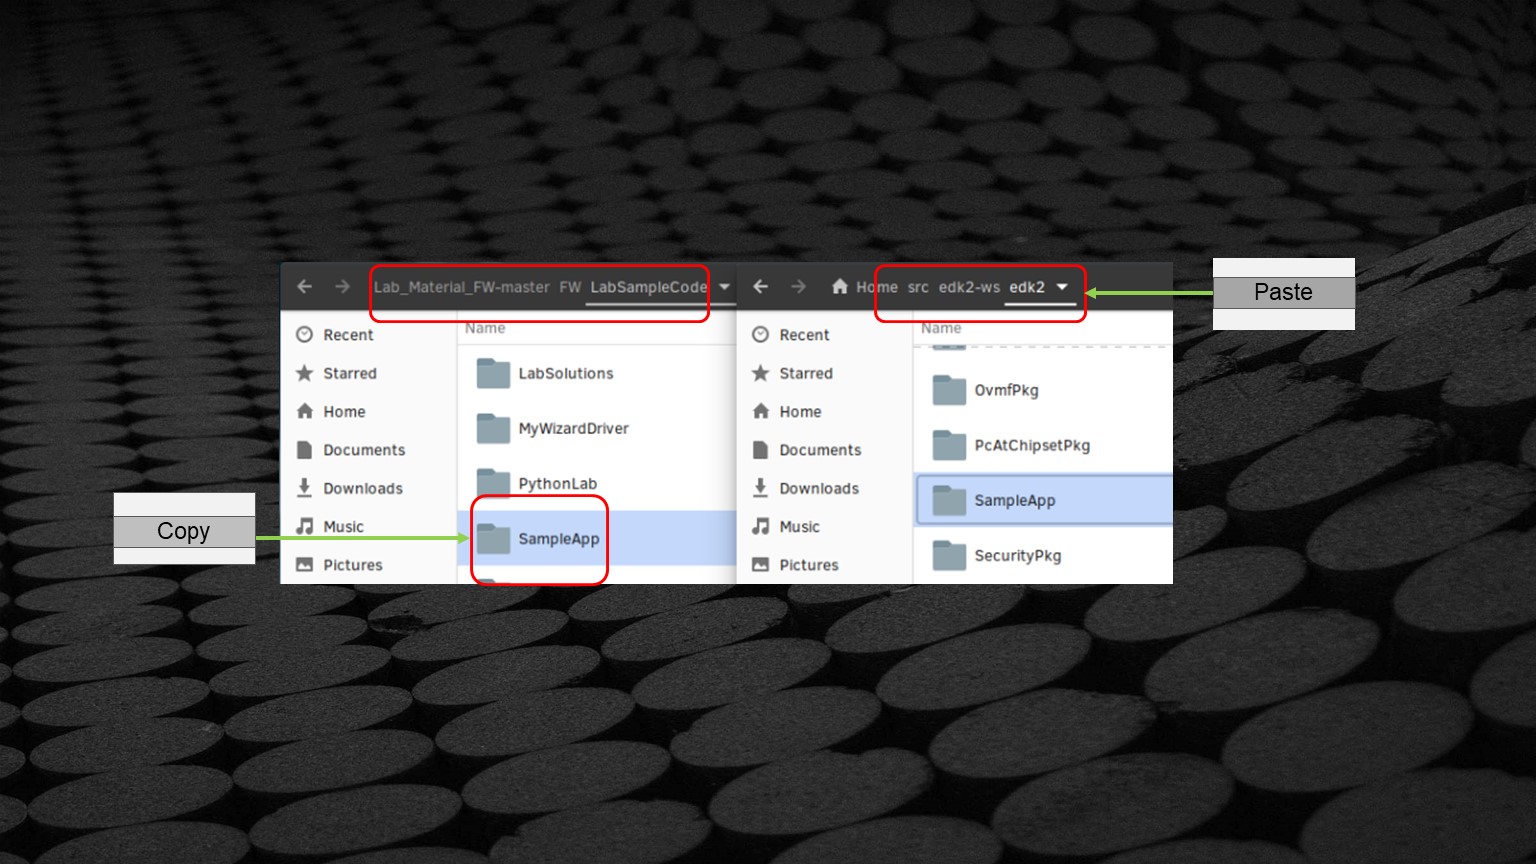 Lab_Material_FW-master FW LabSampleCode
Name
Recent
Starred
Home
Documents
Downloads
Music
Pictures
LabSolutions
MyWizardDriver
PythonLab
SampleApp
Home src edk2-ws edk2
Name
Recent
Starred
Home
Documents
Downloads
Music
Pictures
OvmfPkg
PcAtChipsetPkg
SampleApp
SecurityPkg
Copy
Paste